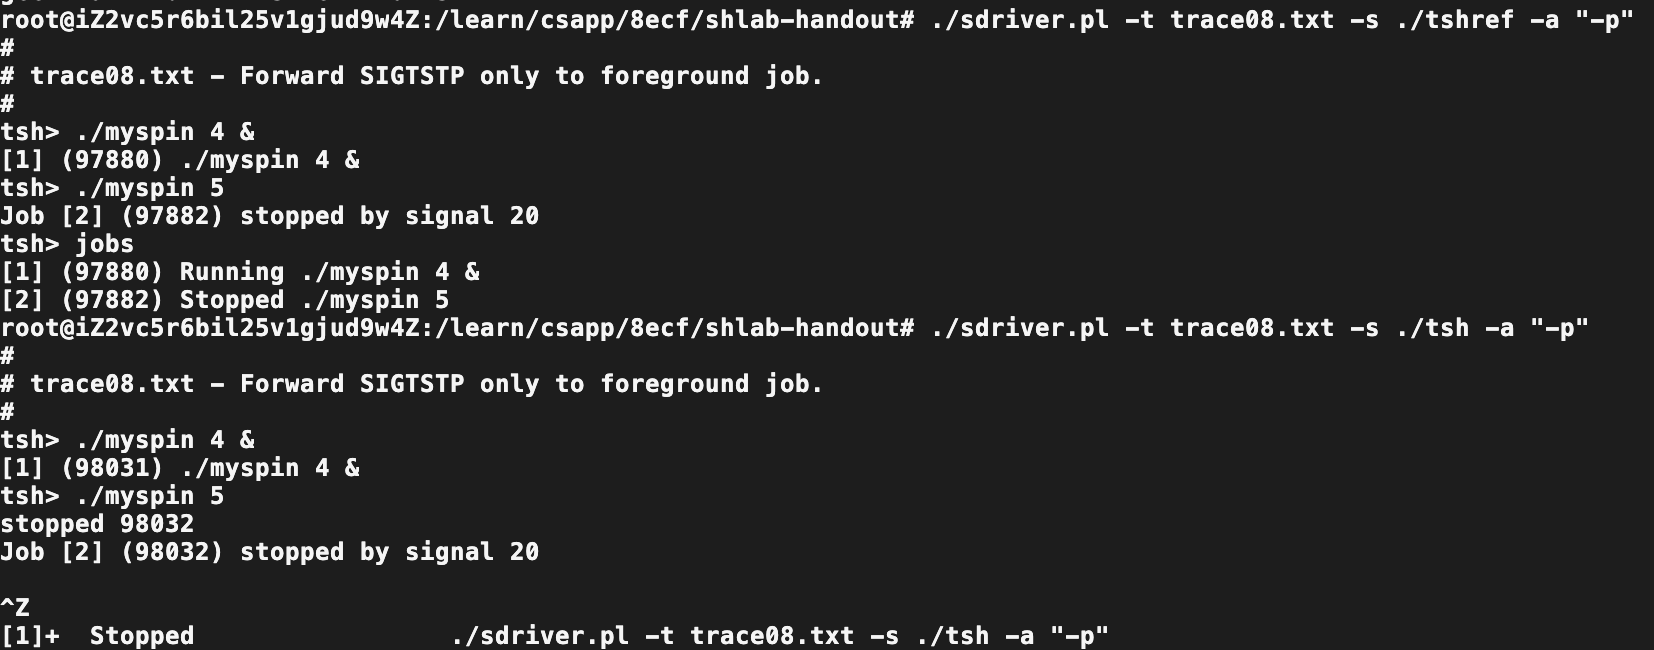 root@iZ2vc5r6bil25v1gjud9w4Z:/learn/csapp/8ecf/shlab-handout# ./sdriver.pl -t trace08.txt -s ./tshref -a "-p"
#
# trace08.txt - Forward SIGTSTP only to foreground job.
#
tsh> ./myspin 4 &
[1] (97880) ./myspin 4 &
tsh> ./myspin 5
Job [2] (97882) stopped by signal 20
tsh> jobs
[1] (97880) Running ./myspin 4 &
[2] (97882) Stopped ./myspin 5
root@iZ2vc5r6bil25v1gjud9w4Z:/learn/csapp/8ecf/shlab-handout# ./sdriver.pl -t trace08.txt -s ./tsh -a "-p"
#
# trace08.txt - Forward SIGTSTP only to foreground job.
#
tsh> ./myspin 4 &
[1] (98031) ./myspin 4 &
tsh> ./myspin 5
stopped 98032
Job [2] (98032) stopped by signal 20
^Z
[1]+  Stopped                 ./sdriver.pl -t trace08.txt -s ./tsh -a "-p"